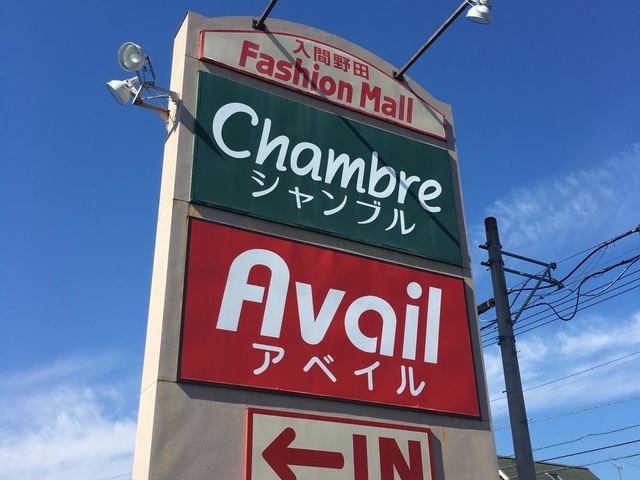 入間野田
Fashion Mall
Chambre
シャンブル
Avail
アベイル
IN